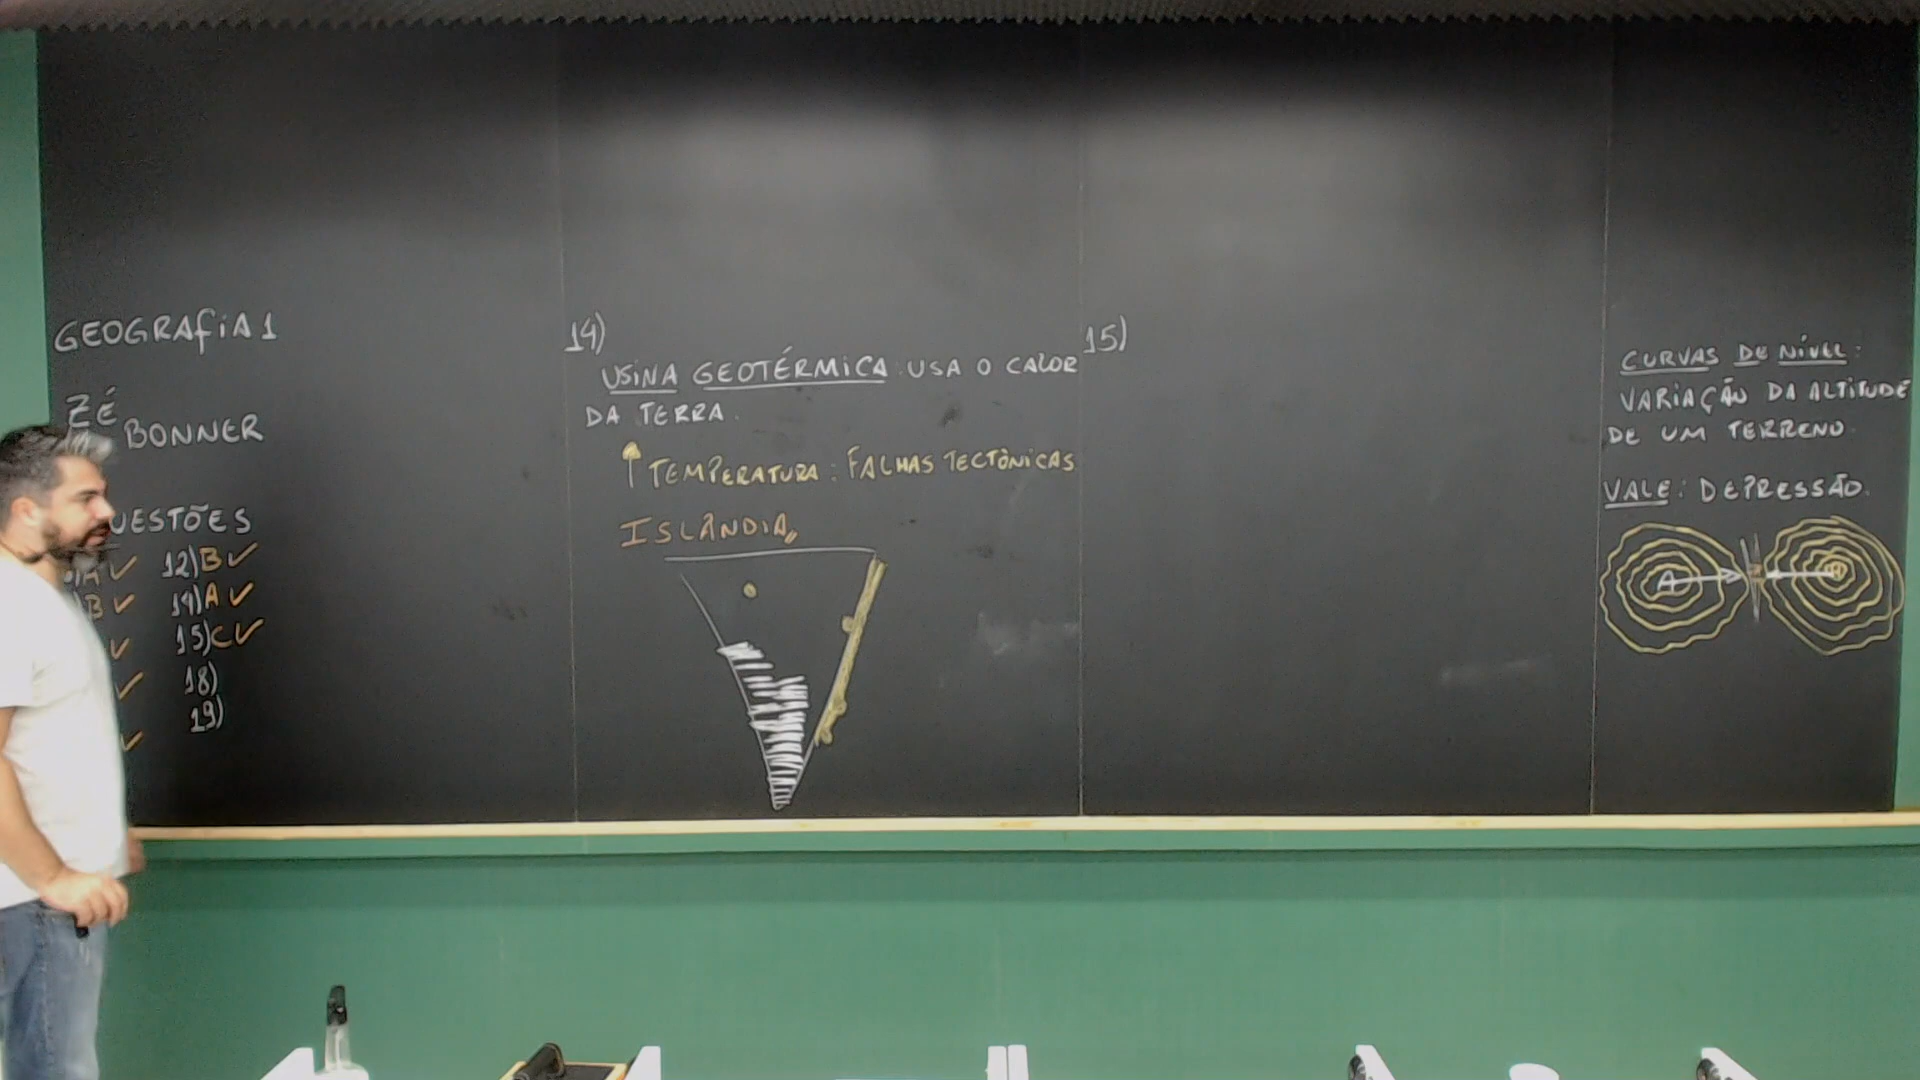 GEOGRAFIA 1
ZÉ
BONNER
UESTÕES
A ✓ 12) B ✓
B ✓ 14) A ✓
✓ 15) C ✓
✓ 18)
✓ 19)
14)
USINA GEOTÉRMICA: USA O CALOR
DA TERRA.
↑ TEMPERATURA: FALHAS TECTÔNICAS
ISLÂNDIA
15)
CURVAS DE NÍVEL:
VARIAÇÃO DA ALTITUDE
DE UM TERRENO.
VALE: DEPRESSÃO.
A